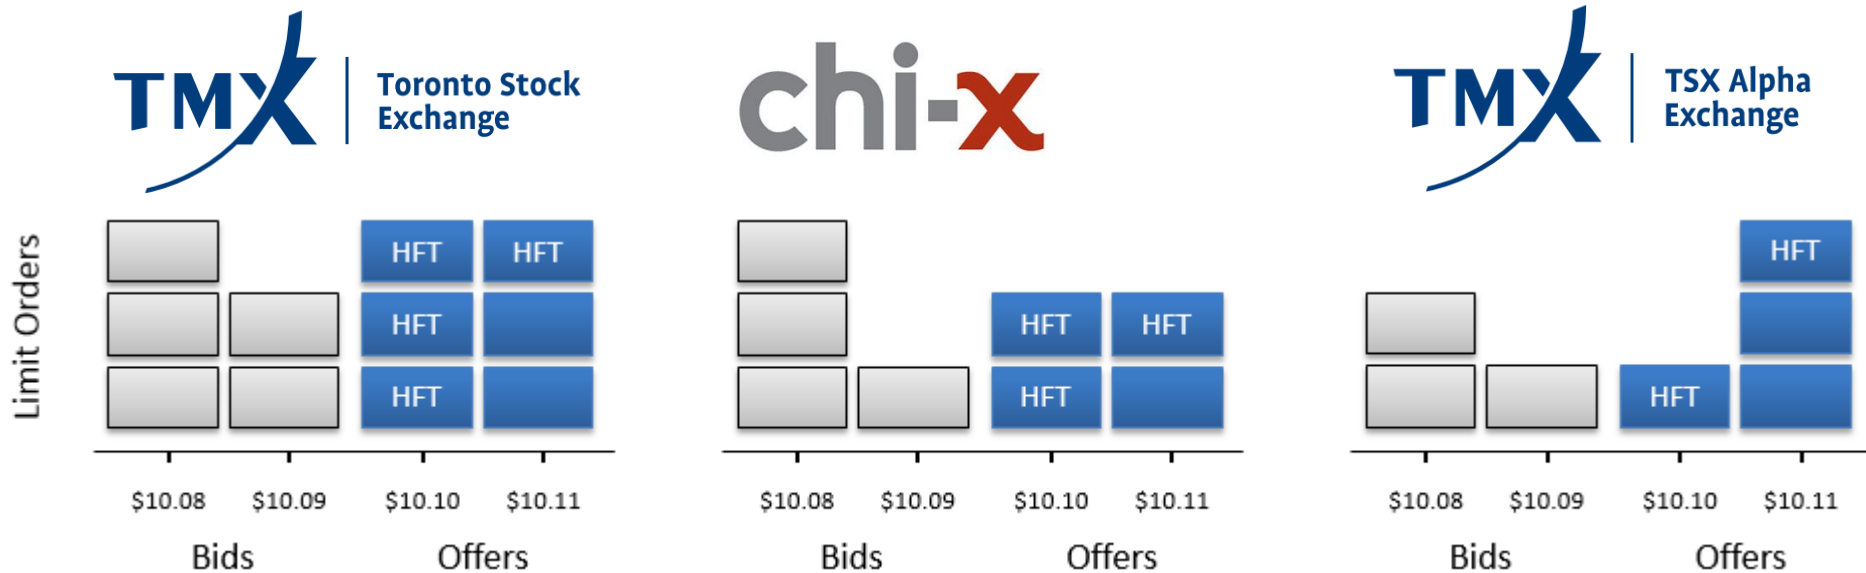 TMX
Toronto Stock
Exchange
chi-x
TMX
TSX Alpha
Exchange
Limit Orders
HFT HFT
HFT
HFT
$10.08 $10.09 $10.10 $10.11
Bids Offers
HFT HFT
HFT
$10.08 $10.09 $10.10 $10.11
Bids Offers
HFT
HFT
$10.08 $10.09 $10.10 $10.11
Bids Offers